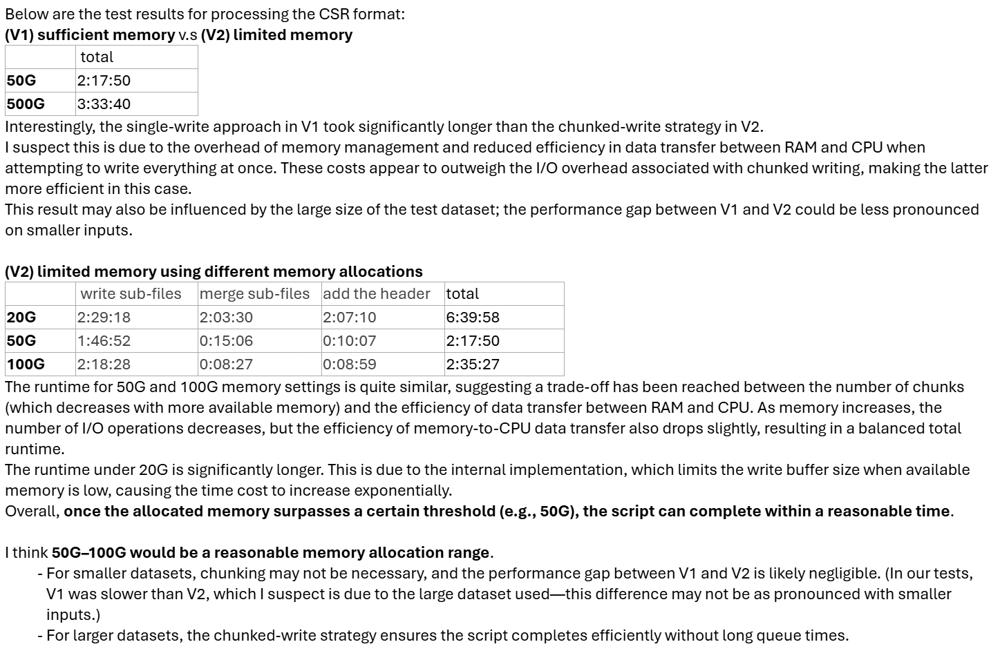 Below are the test results for processing the CSR format:
(V1) sufficient memory v.s (V2) limited memory
total
50G 2:17:50
500G 3:33:40
Interestingly, the single-write approach in V1 took significantly longer than the chunked-write strategy in V2.
I suspect this is due to the overhead of memory management and reduced efficiency in data transfer between RAM and CPU when
attempting to write everything at once. These costs appear to outweigh the I/O overhead associated with chunked writing, making the latter
more efficient in this case.
This result may also be influenced by the large size of the test dataset; the performance gap between V1 and V2 could be less pronounced
on smaller inputs.
(V2) limited memory using different memory allocations
write sub-files merge sub-files add the header total
20G 2:29:18 2:03:30 2:07:10 6:39:58
50G 1:46:52 0:15:06 0:10:07 2:17:50
100G 2:18:28 0:08:27 0:08:59 2:35:27
The runtime for 50G and 100G memory settings is quite similar, suggesting a trade-off has been reached between the number of chunks
(which decreases with more available memory) and the efficiency of data transfer between RAM and CPU. As memory increases, the
number of I/O operations decreases, but the efficiency of memory-to-CPU data transfer also drops slightly, resulting in a balanced total
runtime.
The runtime under 20G is significantly longer. This is due to the internal implementation, which limits the write buffer size when available
memory is low, causing the time cost to increase exponentially.
Overall, once the allocated memory surpasses a certain threshold (e.g., 50G), the script can complete within a reasonable time.
I think 50G–100G would be a reasonable memory allocation range.
- For smaller datasets, chunking may not be necessary, and the performance gap between V1 and V2 is likely negligible. (In our tests,
V1 was slower than V2, which I suspect is due to the large dataset used—this difference may not be as pronounced with smaller
inputs.)
- For larger datasets, the chunked-write strategy ensures the script completes efficiently without long queue times.